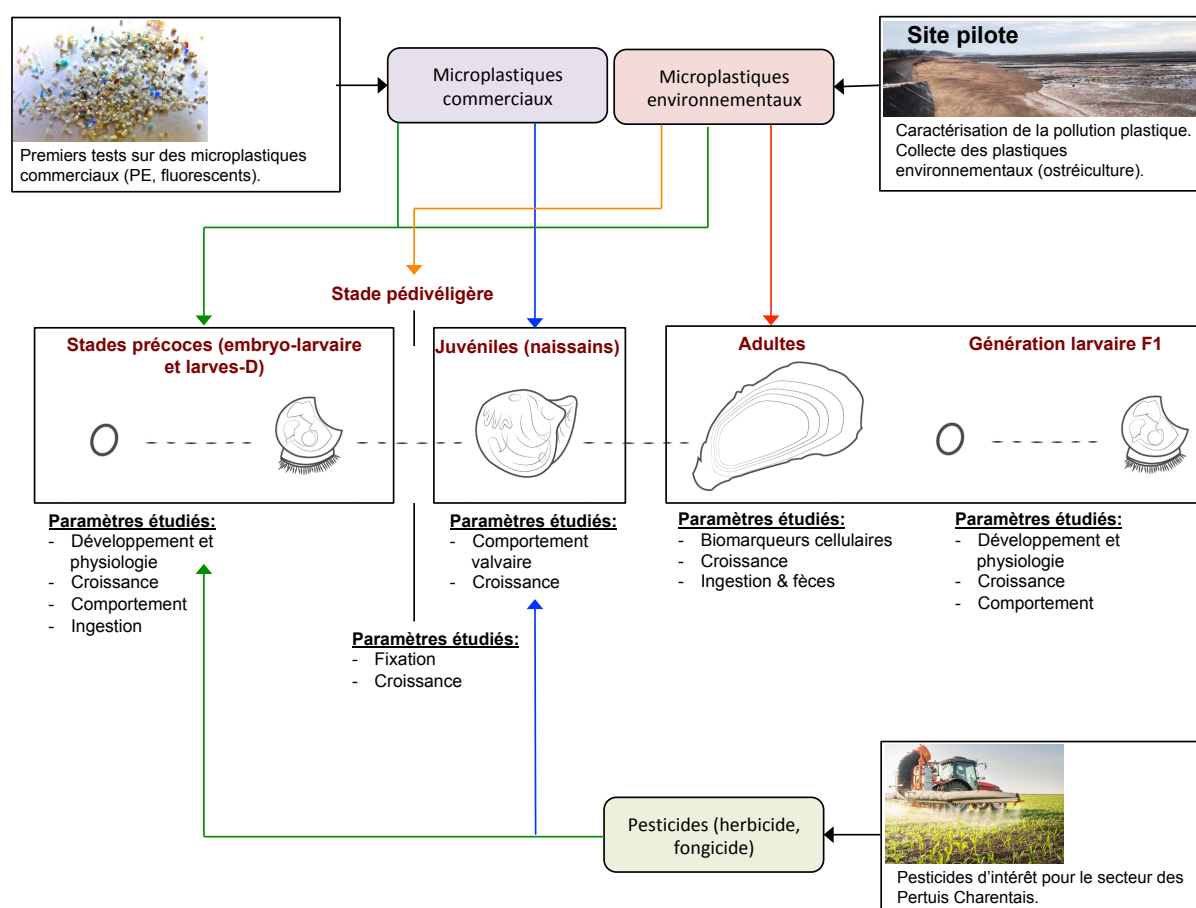 Site pilote
Microplastiques
commerciaux
Microplastiques
environnementaux
Premiers tests sur des microplastiques
commerciaux (PE, fluorescents).
Caractérisation de la pollution plastique.
Collecte des plastiques
environnementaux (ostréiculture).
Stade pédivéligère
Stades précoces (embryo-larvaire
et larves-D)
Juvéniles (naissains)
Adultes
Génération larvaire F1
Paramètres étudiés:
- Développement et
physiologie
- Croissance
- Comportement
- Ingestion
Paramètres étudiés:
- Fixation
- Croissance
Paramètres étudiés:
- Comportement
valvaire
- Croissance
Paramètres étudiés:
- Biomarqueurs cellulaires
- Croissance
- Ingestion & fèces
Paramètres étudiés:
- Développement et
physiologie
- Croissance
- Comportement
Pesticides (herbicide,
fongicide)
Pesticides d'intérêt pour le secteur des
Pertuis Charentais.